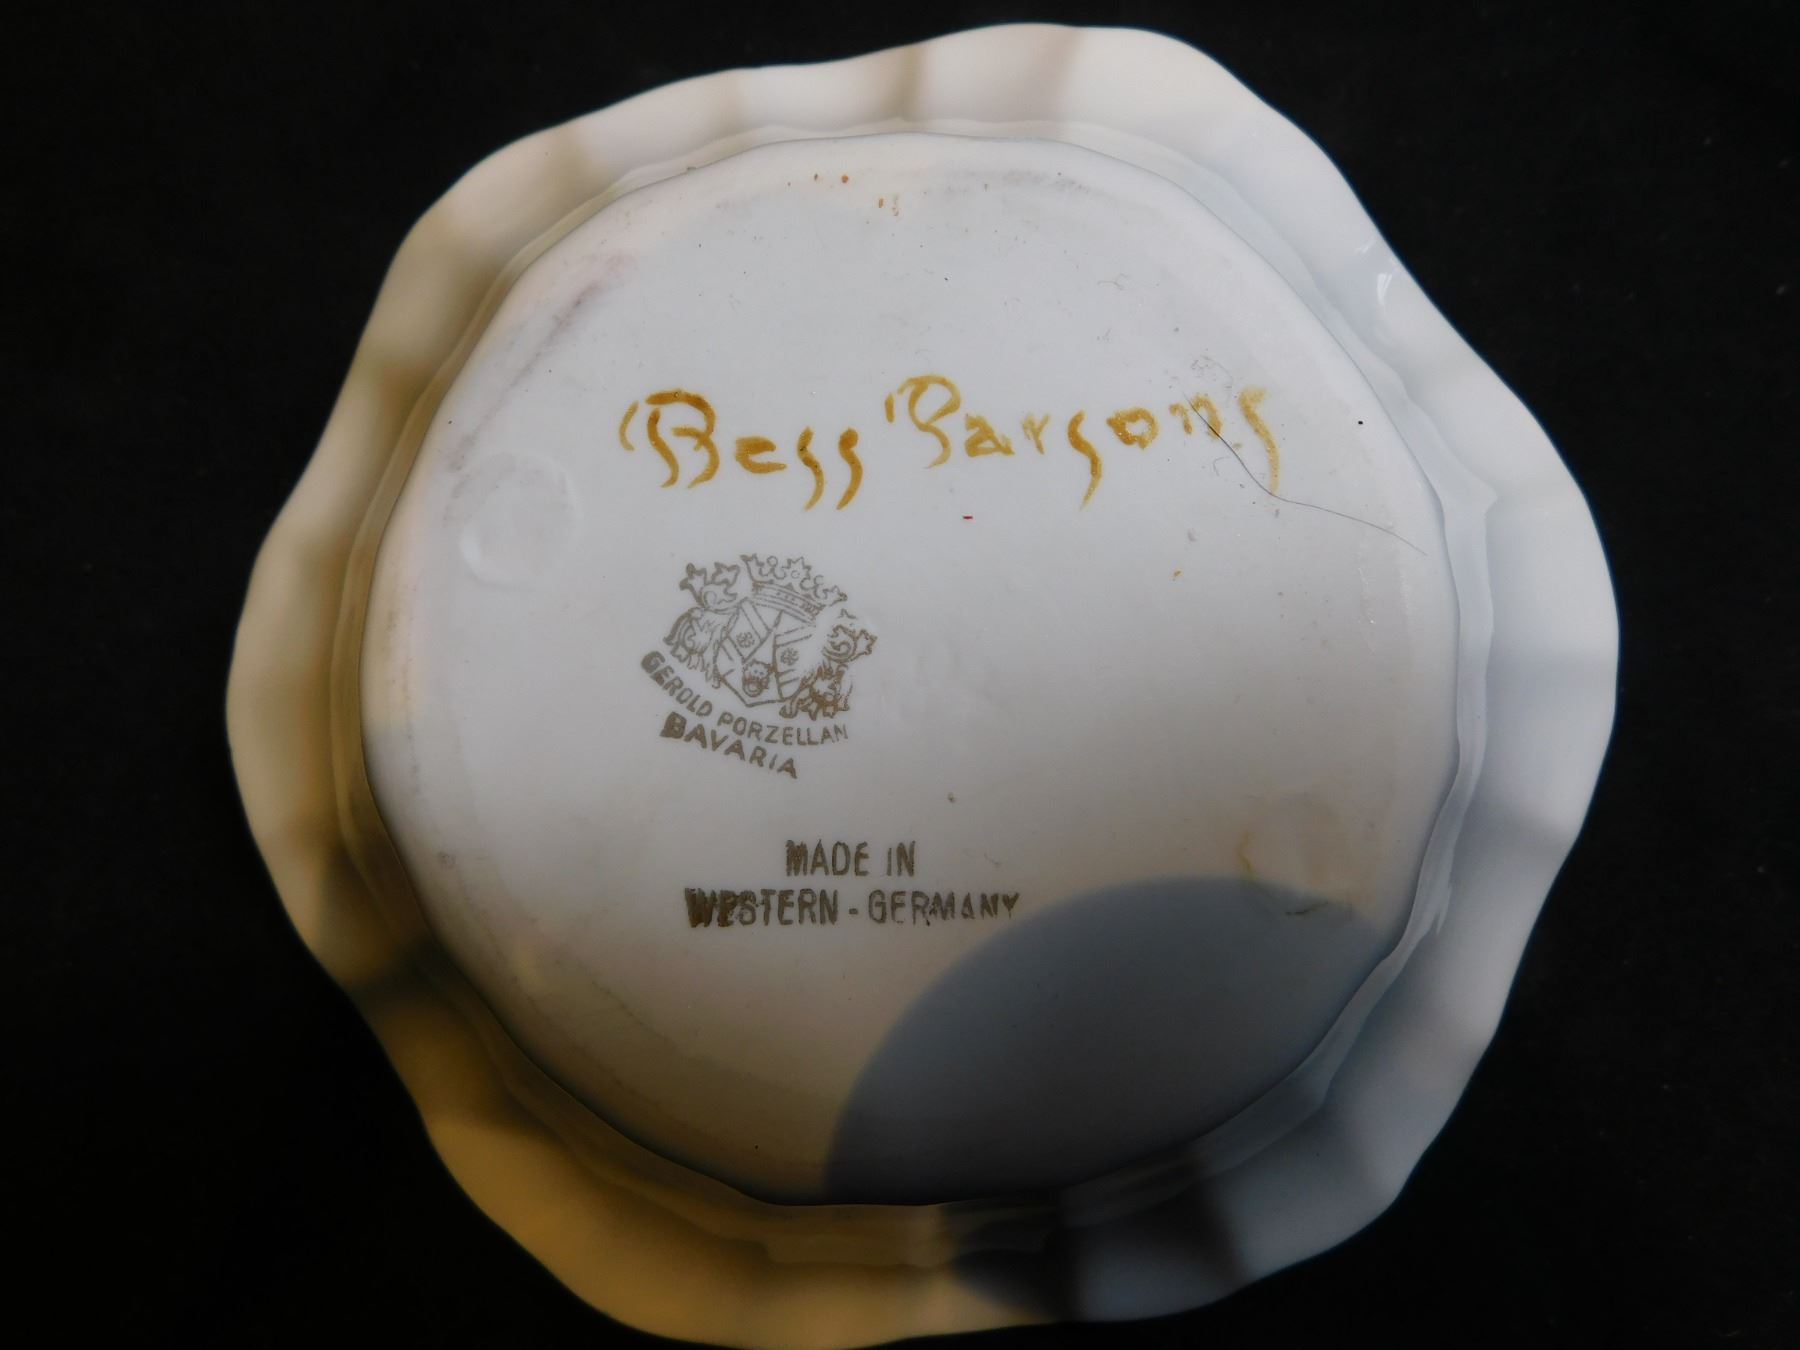 Bess Parsons
GEROLD PORZELLAN
BAVARIA
MADE IN
WESTERN - GERMANY